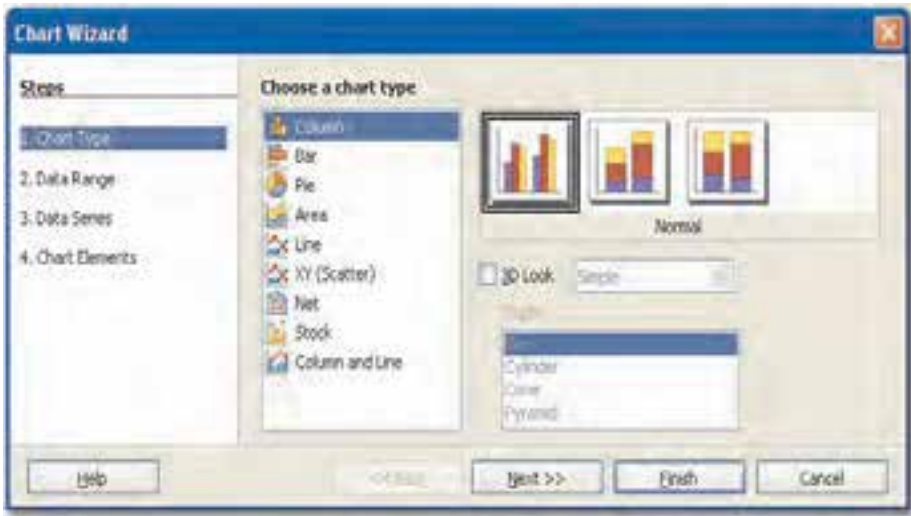 Chart Wizard
Steps
1. Chart Type
2. Data Range
3. Data Series
4. Chart Elements
Choose a chart type
Column
Bar
Pie
Area
Line
XY (Scatter)
Net
Stock
Column and Line
Normal
3D Look
Simple
Cylinder
Cone
Pyramid
Help
<< Back
Next >>
Finish
Cancel